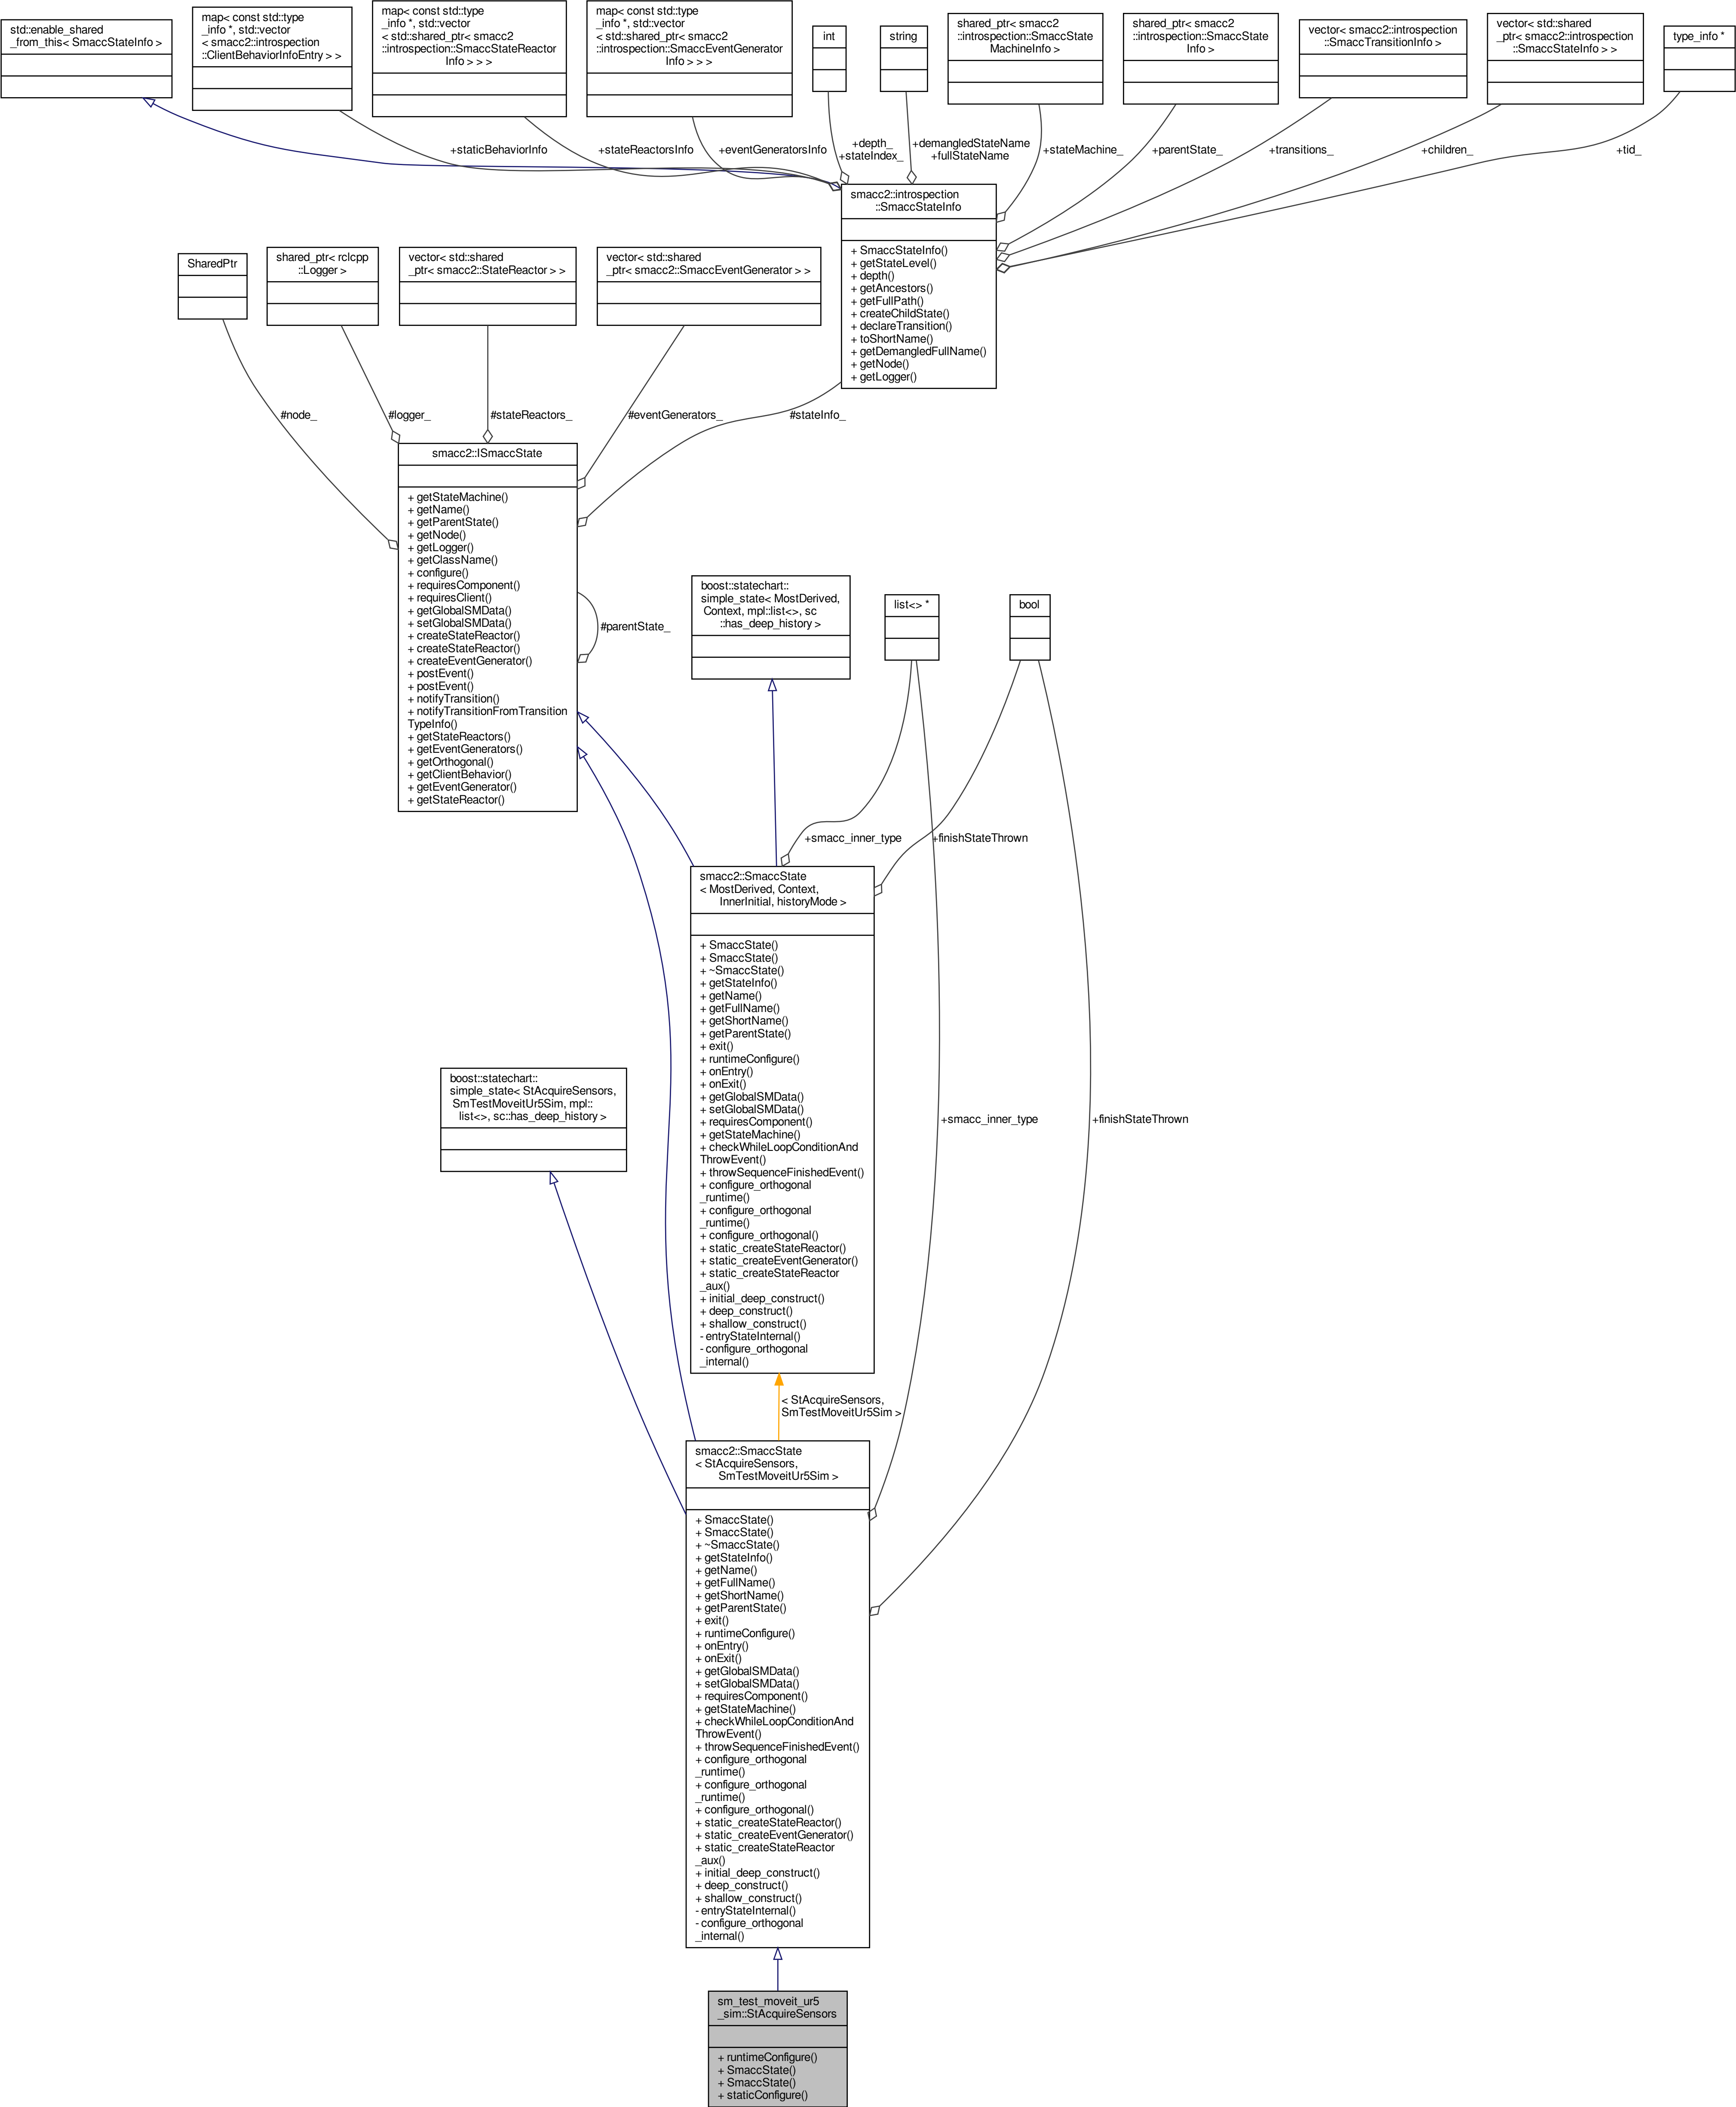 std::enable_shared
_from_this< SmaccStateInfo >
map< const std::type
_info *, std::vector
< smacc2::introspection
::ClientBehaviorInfoEntry > >
map< const std::type
_info *, std::vector
< std::shared_ptr< smacc2
::introspection::SmaccStateReactor
Info > > >
map< const std::type
_info *, std::vector
< std::shared_ptr< smacc2
::introspection::SmaccEventGenerator
Info > > >
int
string
shared_ptr< smacc2
::introspection::SmaccState
MachineInfo >
shared_ptr< smacc2
::introspection::SmaccState
Info >
vector< smacc2::introspection
::SmaccTransitionInfo >
vector< std::shared
_ptr< smacc2::introspection
::SmaccStateInfo > >
type_info *
+staticBehaviorInfo
+stateReactorsInfo
+eventGeneratorsInfo
+depth_
+stateIndex_
+demangledStateName
+fullStateName
+stateMachine_
+parentState_
+transitions_
+children_
+tid_
smacc2::introspection
::SmaccStateInfo
+ SmaccStateInfo()
+ getStateLevel()
+ depth()
+ getAncestors()
+ getFullPath()
+ createChildState()
+ declareTransition()
+ toShortName()
+ getDemangledFullName()
+ getNode()
+ getLogger()
SharedPtr
shared_ptr< rclcpp
::Logger >
vector< std::shared
_ptr< smacc2::StateReactor > >
vector< std::shared
_ptr< smacc2::SmaccEventGenerator > >
#node_
#logger_
#stateReactors_
#eventGenerators_
#stateInfo_
smacc2::ISmaccState
+ getStateMachine()
+ getName()
+ getParentState()
+ getNode()
+ getLogger()
+ getClassName()
+ configure()
+ requiresComponent()
+ requiresClient()
+ getGlobalSMData()
+ setGlobalSMData()
+ createStateReactor()
+ createStateReactor()
+ createEventGenerator()
+ postEvent()
+ postEvent()
+ notifyTransition()
+ notifyTransitionFromTransition
TypeInfo()
+ getStateReactors()
+ getEventGenerators()
+ getOrthogonal()
+ getClientBehavior()
+ getEventGenerator()
+ getStateReactor()
#parentState_
boost::statechart::
simple_state< MostDerived,
Context, mpl::list<>, sc
::has_deep_history >
list<> *
bool
+smacc_inner_type
+finishStateThrown
smacc2::SmaccState
< MostDerived, Context,
InnerInitial, historyMode >
+ SmaccState()
+ SmaccState()
+ ~SmaccState()
+ getStateInfo()
+ getName()
+ getFullName()
+ getShortName()
+ getParentState()
+ exit()
+ runtimeConfigure()
+ onEntry()
+ onExit()
+ getGlobalSMData()
+ setGlobalSMData()
+ requiresComponent()
+ getStateMachine()
+ checkWhileLoopConditionAnd
ThrowEvent()
+ throwSequenceFinishedEvent()
+ configure_orthogonal
_runtime()
+ configure_orthogonal
_runtime()
+ configure_orthogonal()
+ static_createStateReactor()
+ static_createEventGenerator()
+ static_createStateReactor
_aux()
+ initial_deep_construct()
+ deep_construct()
+ shallow_construct()
- entryStateInternal()
- configure_orthogonal
_internal()
boost::statechart::
simple_state< StAcquireSensors,
SmTestMoveitUr5Sim, mpl::
list<>, sc::has_deep_history >
+smacc_inner_type
+finishStateThrown
< StAcquireSensors,
SmTestMoveitUr5Sim >
smacc2::SmaccState
< StAcquireSensors,
SmTestMoveitUr5Sim >
+ SmaccState()
+ SmaccState()
+ ~SmaccState()
+ getStateInfo()
+ getName()
+ getFullName()
+ getShortName()
+ getParentState()
+ exit()
+ runtimeConfigure()
+ onEntry()
+ onExit()
+ getGlobalSMData()
+ setGlobalSMData()
+ requiresComponent()
+ getStateMachine()
+ checkWhileLoopConditionAnd
ThrowEvent()
+ throwSequenceFinishedEvent()
+ configure_orthogonal
_runtime()
+ configure_orthogonal
_runtime()
+ configure_orthogonal()
+ static_createStateReactor()
+ static_createEventGenerator()
+ static_createStateReactor
_aux()
+ initial_deep_construct()
+ deep_construct()
+ shallow_construct()
- entryStateInternal()
- configure_orthogonal
_internal()
sm_test_moveit_ur5
_sim::StAcquireSensors
+ runtimeConfigure()
+ SmaccState()
+ SmaccState()
+ staticConfigure()